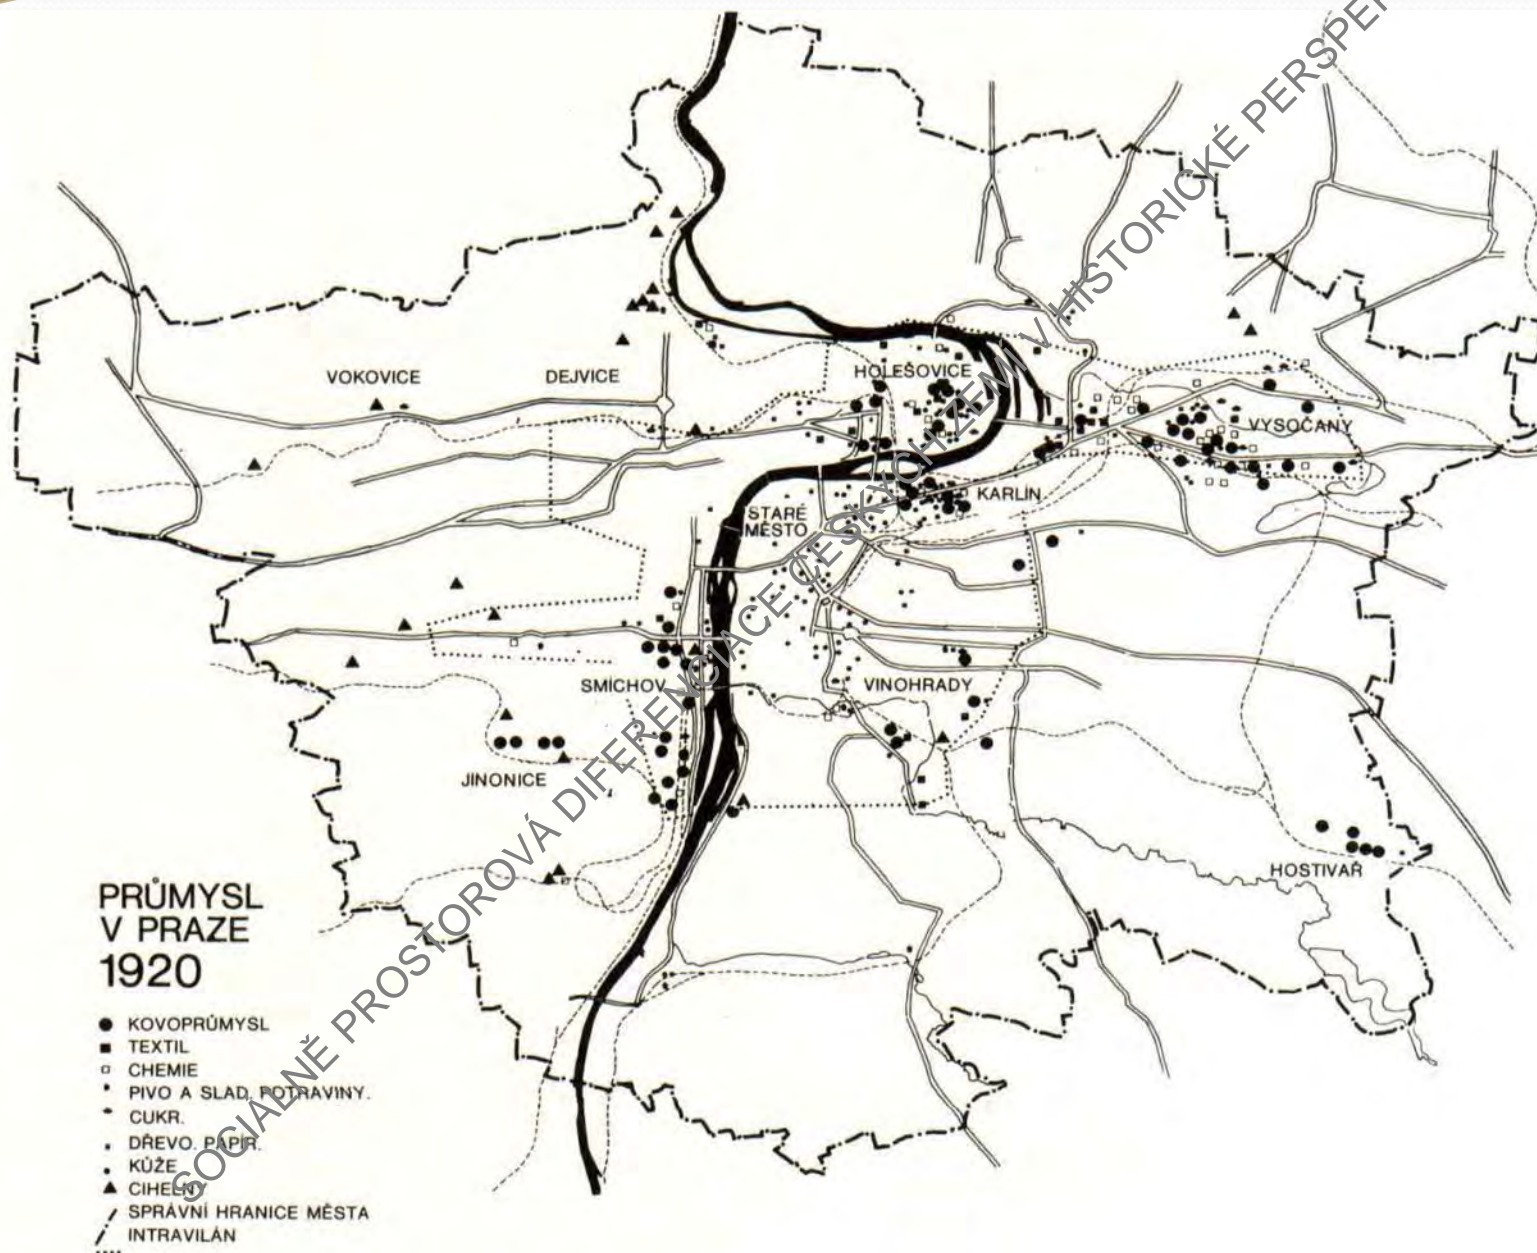 SOCIÁLNĚ PROSTOROVÁ DIFERENCIACE ČESKÝCH ZEMÍ V HISTORICKÉ PERSPEK
VOKOVICE
DEJVICE
HOLEŠOVICE
VYSOČANY
KARLÍN
STARÉ
MĚSTO
SMÍCHOV
VINOHRADY
JINONICE
HOSTIVAŘ
PRŮMYSL
V PRAZE
1920
KOVOPRŮMYSL
TEXTIL
CHEMIE
PIVO A SLAD. POTRAVINY.
CUKR.
DŘEVO. PAPÍR.
KŮŽE
CIHELNY
SPRÁVNÍ HRANICE MĚSTA
INTRAVILÁN